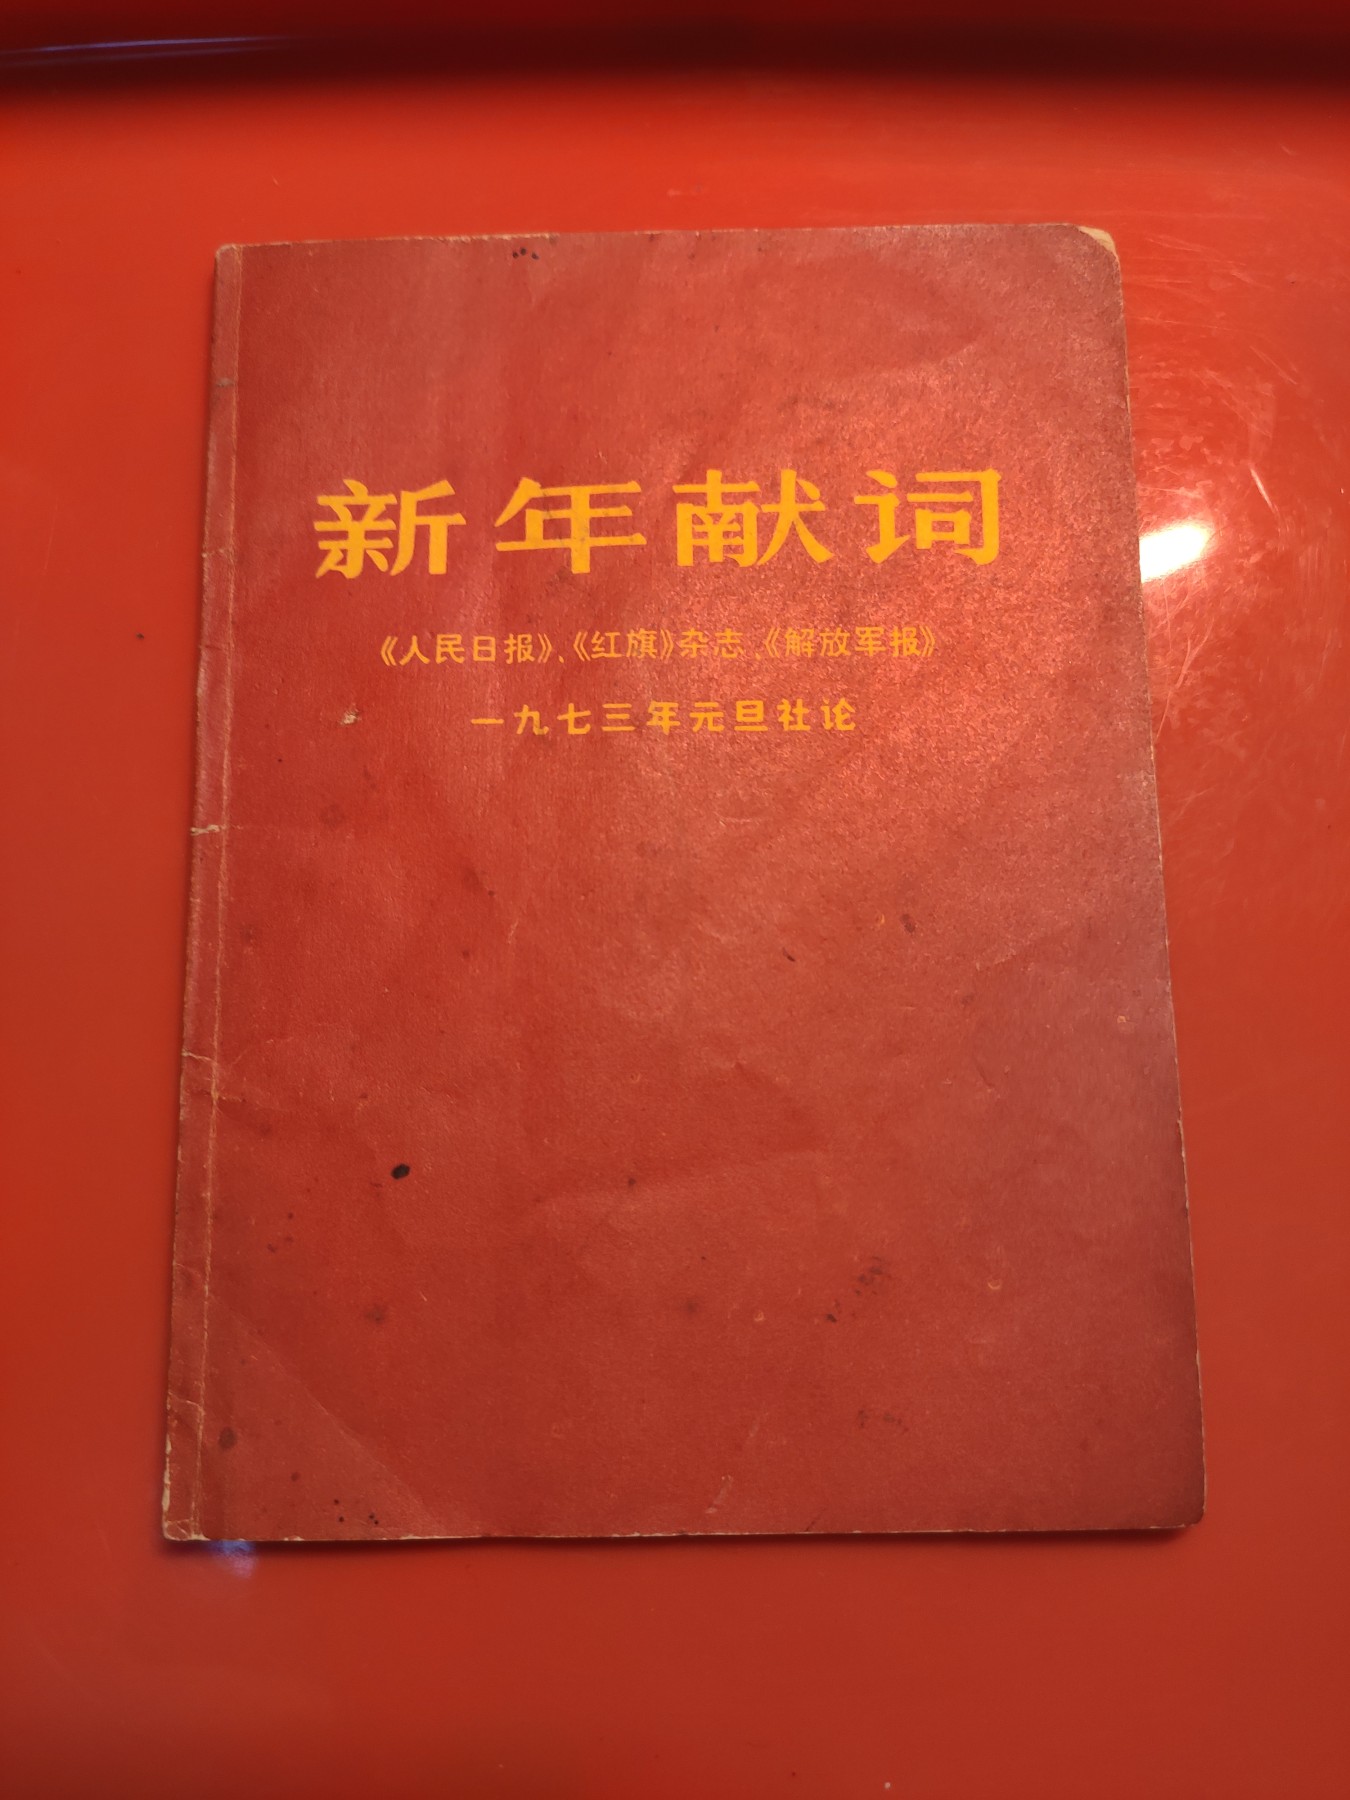 新年献词
《人民日报》、《红旗》杂志、《解放军报》
一九七三年元旦社论